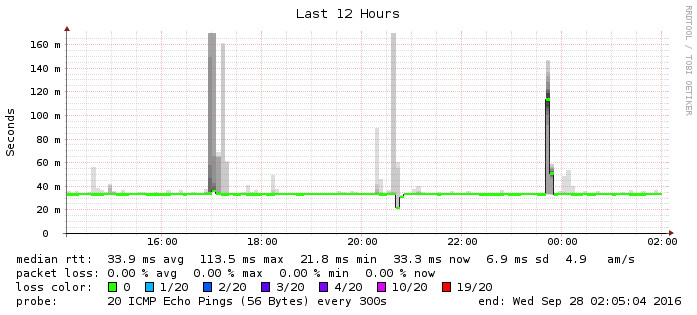 Last 12 Hours
RRDTOOL / TOBI OETIKER
Seconds
160 m
140 m
120 m
100 m
80 m
60 m
40 m
20 m
0
16:00 18:00 20:00 22:00 00:00 02:00
median rtt: 33.9 ms avg 113.5 ms max 21.8 ms min 33.3 ms now 6.9 ms sd 4.9 am/s
packet loss: 0.00 % avg 0.00 % max 0.00 % min 0.00 % now
loss color: 0 1/20 2/20 3/20 4/20 10/20 19/20
probe: 20 ICMP Echo Pings (56 Bytes) every 300s end: Wed Sep 28 02:05:04 2016